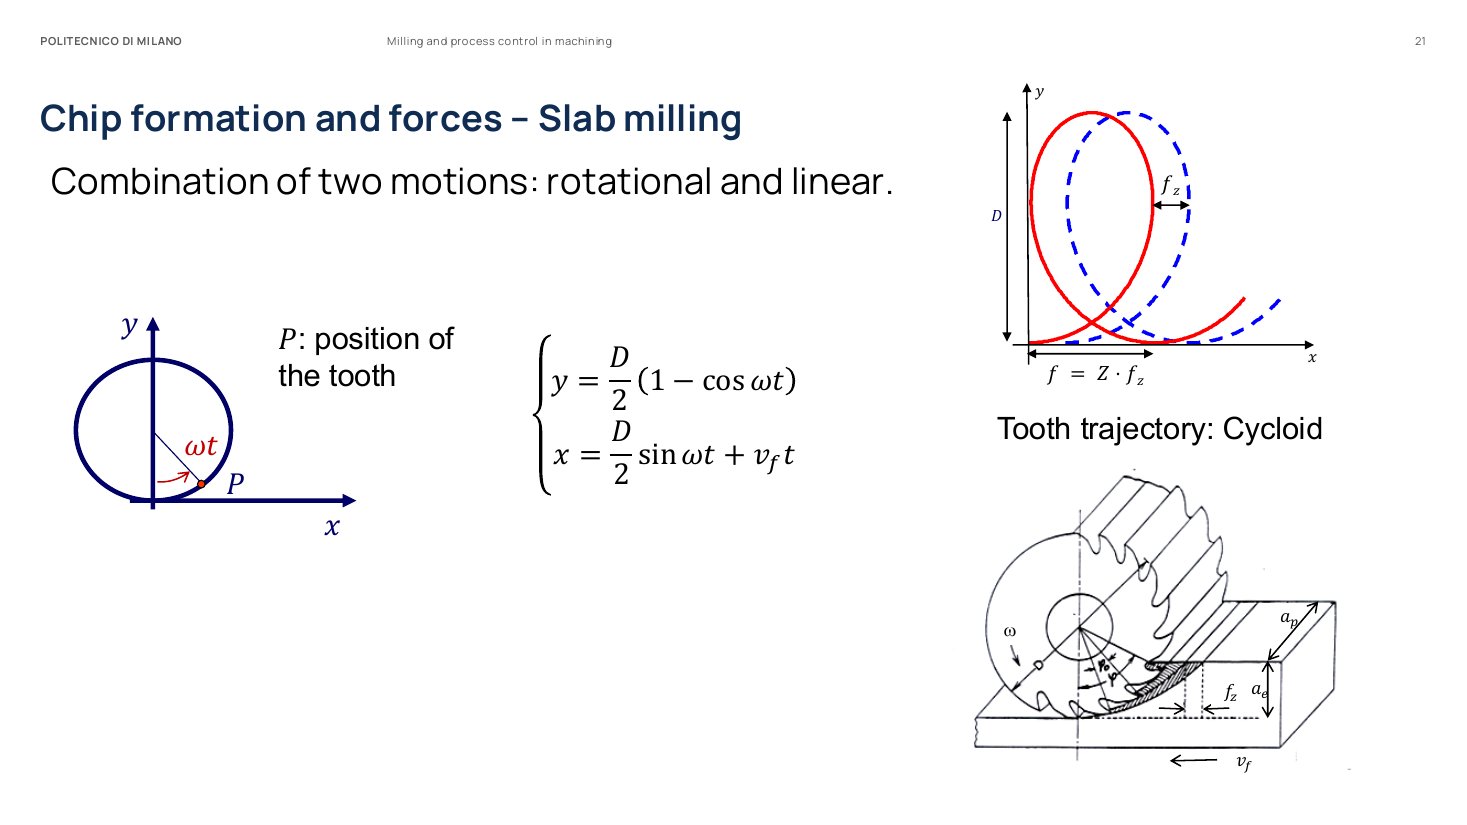 POLITECNICO DI MILANO
Milling and process control in machining
21
Chip formation and forces – Slab milling
Combination of two motions: rotational and linear.
y
P: position of
the tooth
ωt
P
x
y = D/2 (1 − cos ωt)
x = D/2 sin ωt + v_f t
y
f_z
D
x
f = Z · f_z
Tooth trajectory: Cycloid
ω
D
φ₀
φ
a_p
f_z
a_e
v_f